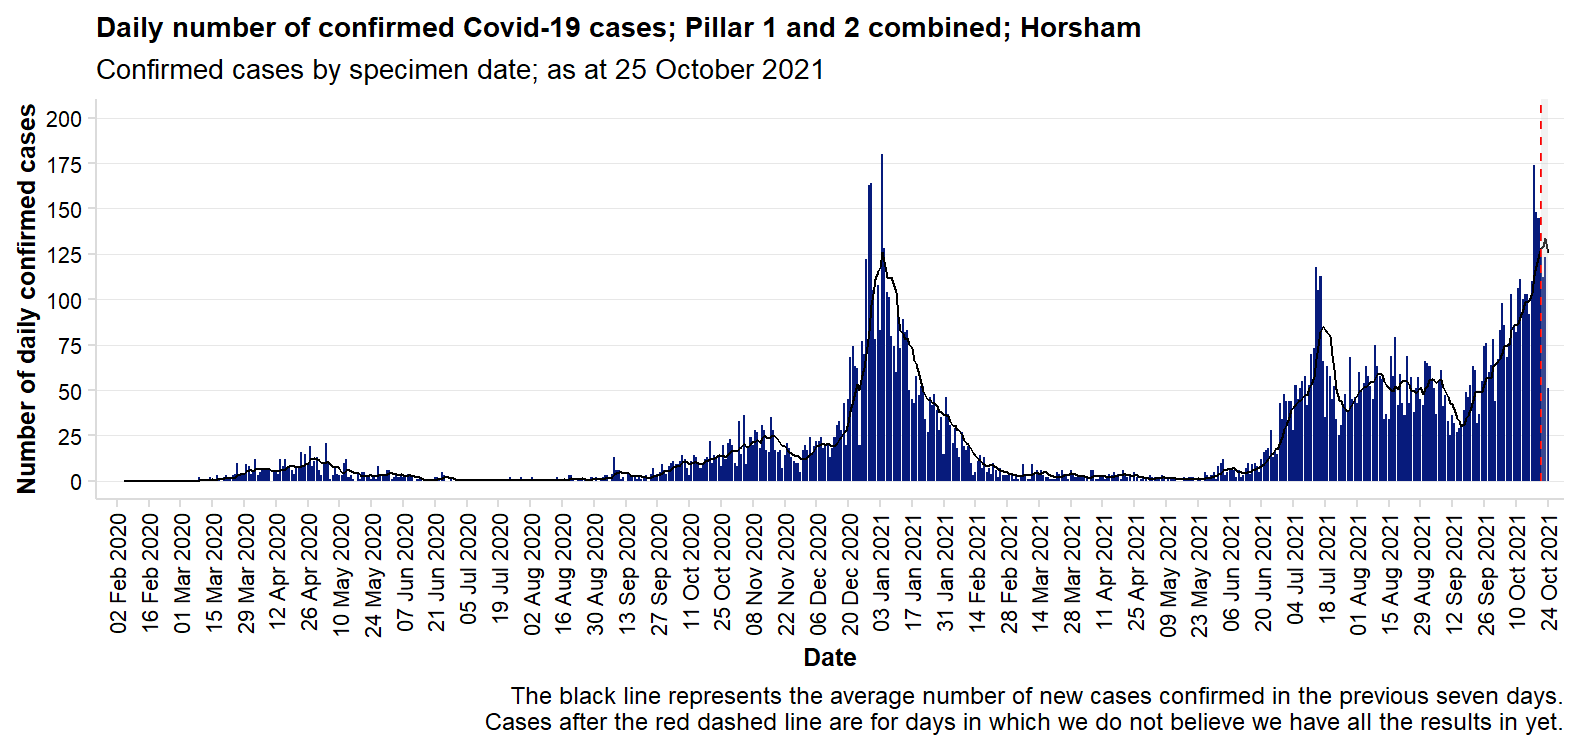 Daily number of confirmed Covid-19 cases; Pillar 1 and 2 combined; Horsham
Confirmed cases by specimen date; as at 25 October 2021
Number of daily confirmed cases
200
175
150
125
100
75
50
25
0
02 Feb 2020
16 Feb 2020
01 Mar 2020
15 Mar 2020
29 Mar 2020
12 Apr 2020
26 Apr 2020
10 May 2020
24 May 2020
07 Jun 2020
21 Jun 2020
05 Jul 2020
19 Jul 2020
02 Aug 2020
16 Aug 2020
30 Aug 2020
13 Sep 2020
27 Sep 2020
11 Oct 2020
25 Oct 2020
08 Nov 2020
22 Nov 2020
06 Dec 2020
20 Dec 2020
03 Jan 2021
17 Jan 2021
31 Jan 2021
14 Feb 2021
28 Feb 2021
14 Mar 2021
28 Mar 2021
11 Apr 2021
25 Apr 2021
09 May 2021
23 May 2021
06 Jun 2021
20 Jun 2021
04 Jul 2021
18 Jul 2021
01 Aug 2021
15 Aug 2021
29 Aug 2021
12 Sep 2021
26 Sep 2021
10 Oct 2021
24 Oct 2021
Date
The black line represents the average number of new cases confirmed in the previous seven days.
Cases after the red dashed line are for days in which we do not believe we have all the results in yet.